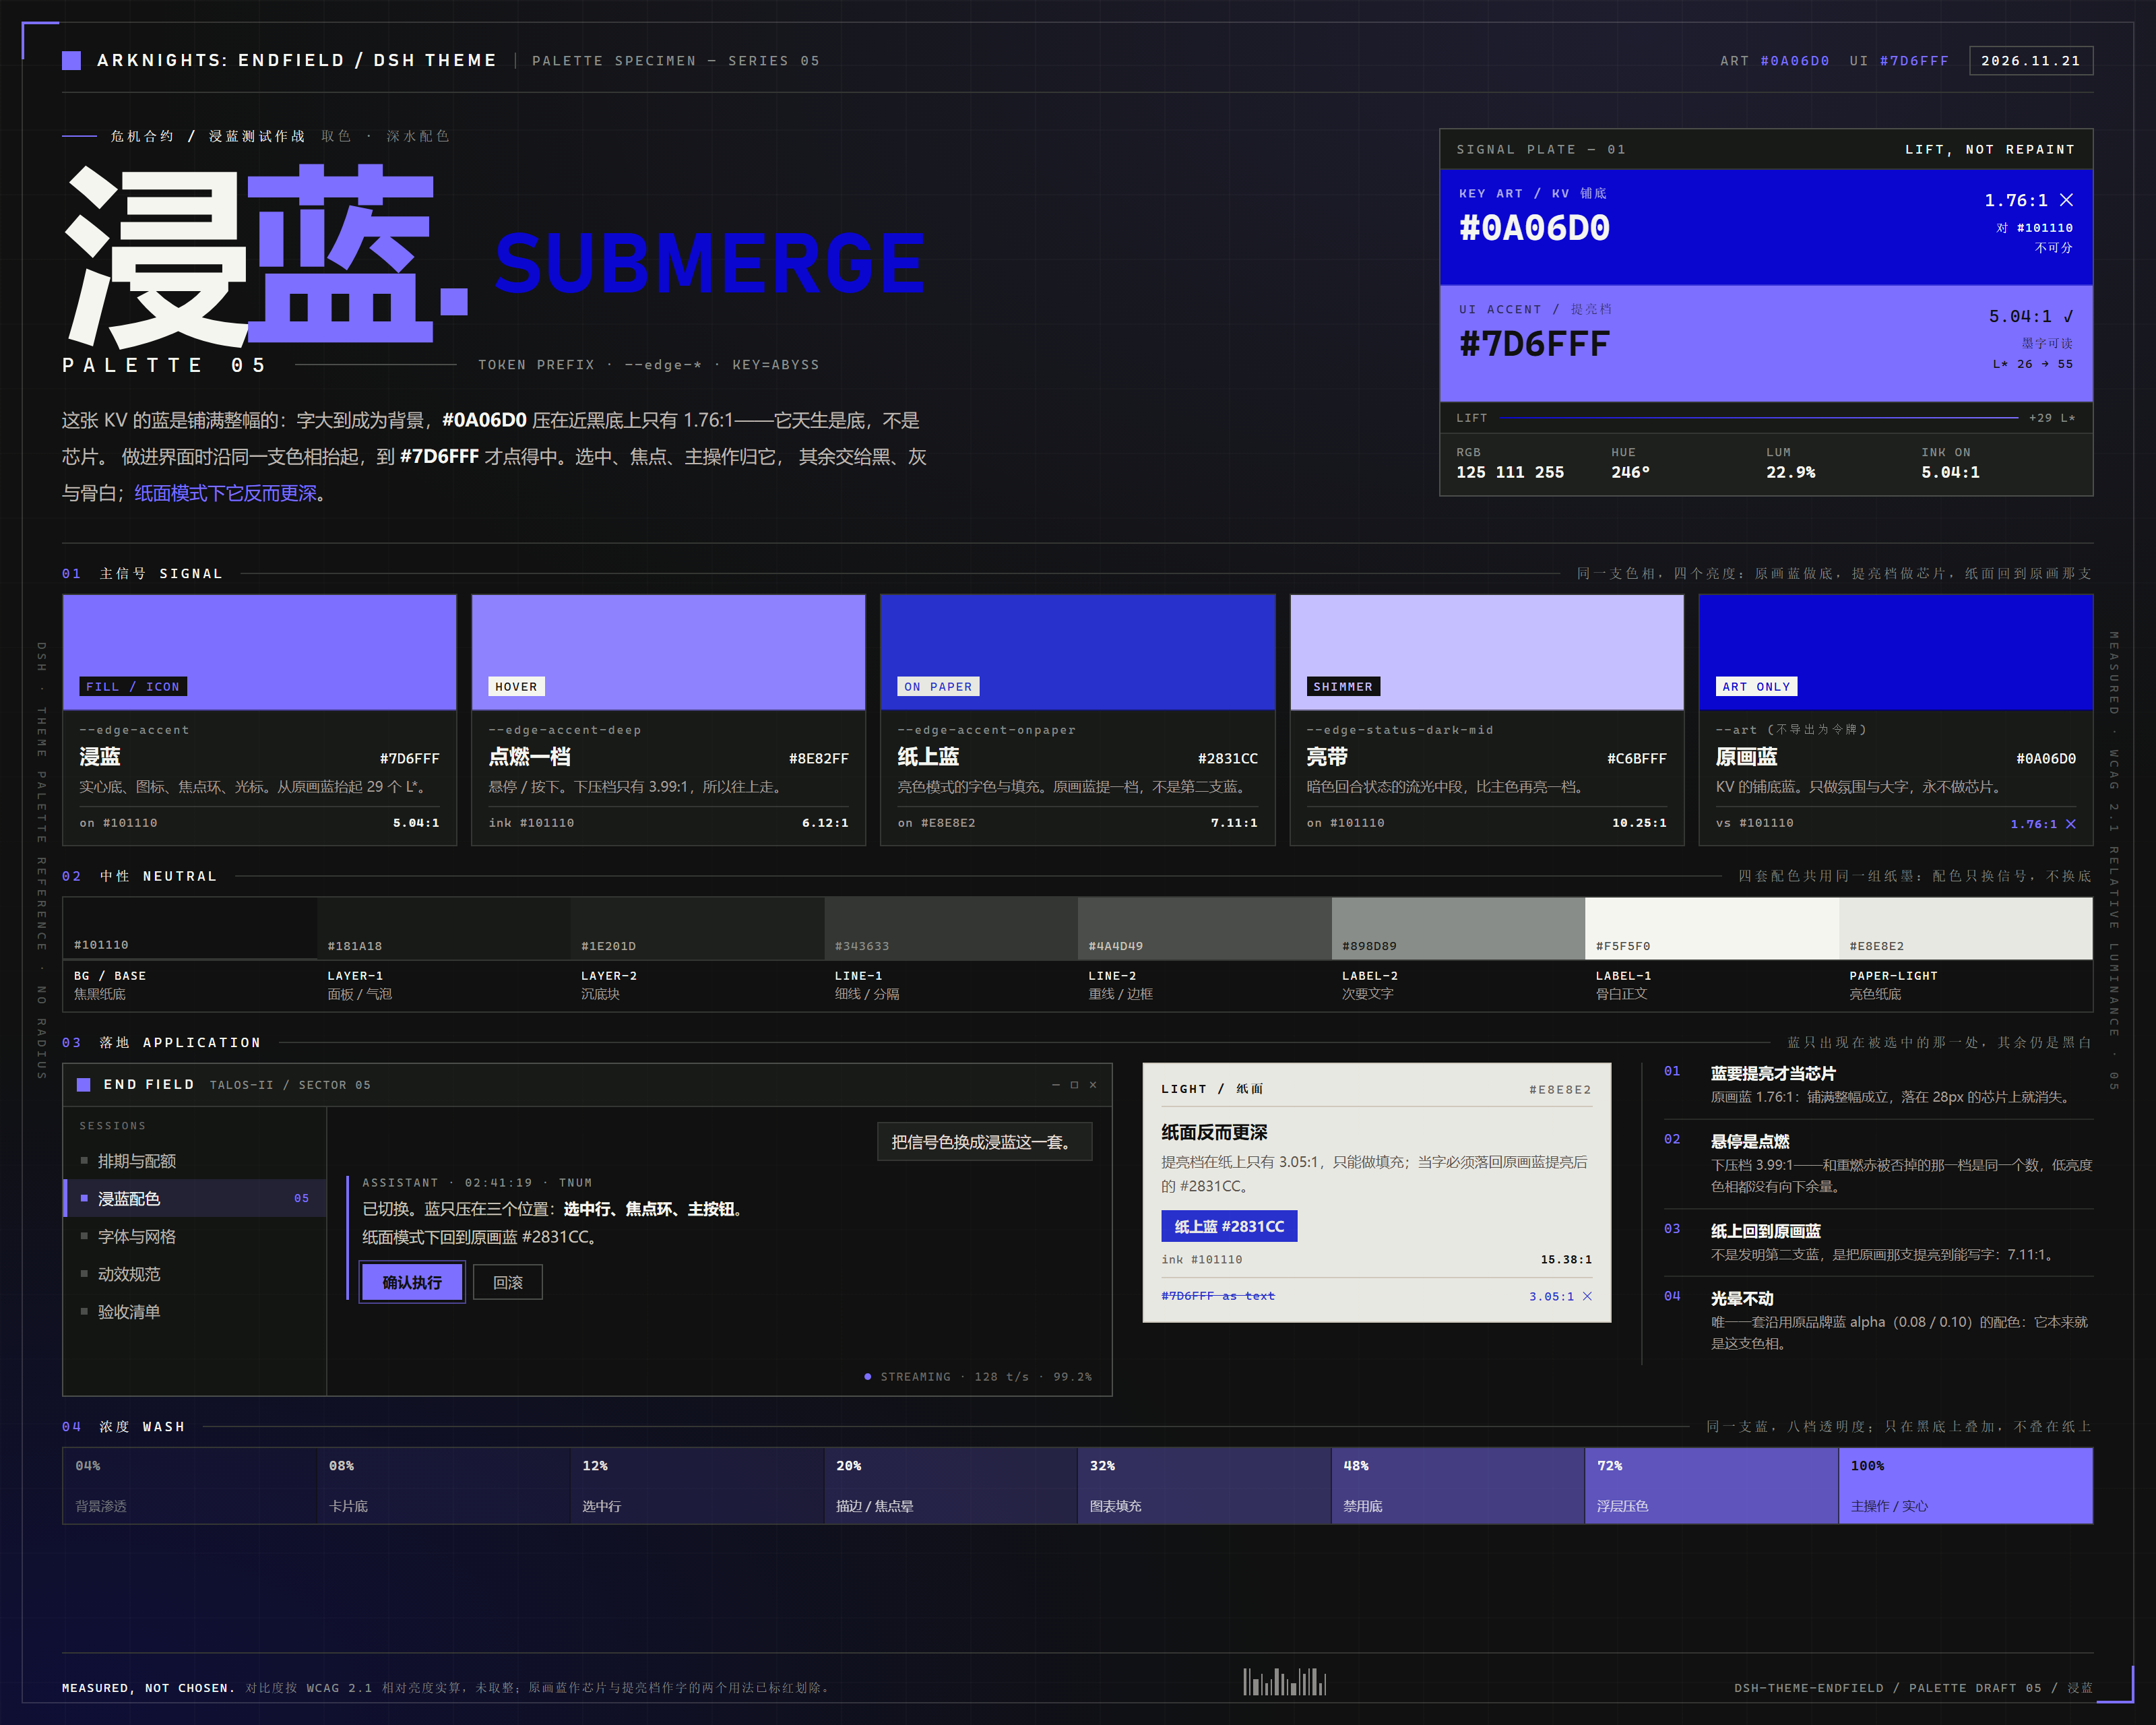 ARKNIGHTS: ENDFIELD / DSH THEME
PALETTE SPECIMEN — SERIES 05
ART #0A06D0 UI #7D6FFF
2026.11.21
危机合约 / 浸蓝测试作战 取色 · 深水配色
浸蓝.
SUBMERGE
PALETTE 05
TOKEN PREFIX · --edge-* · KEY=ABYSS
这张 KV 的蓝是铺满整幅的：字大到成为背景，#0A06D0 压在近黑底上只有 1.76:1——它天生是底，不是
芯片。 做进界面时沿同一支色相抬起，到 #7D6FFF 才点得中。选中、焦点、主操作归它， 其余交给黑、灰
与骨白；纸面模式下它反而更深。
SIGNAL PLATE — 01
LIFT, NOT REPAINT
KEY ART / KV 铺底
#0A06D0
1.76:1 ✕
对 #101110
不可分
UI ACCENT / 提亮档
#7D6FFF
5.04:1 ✓
墨字可读
L* 26 → 55
LIFT
+29 L*
RGB
125 111 255
HUE
246°
LUM
22.9%
INK ON
5.04:1
01 主信号 SIGNAL
同一支色相，四个亮度：原画蓝做底，提亮档做芯片，纸面回到原画那支
FILL / ICON
--edge-accent
浸蓝
#7D6FFF
实心底、图标、焦点环、光标。从原画蓝抬起 29 个 L*。
on #101110
5.04:1
HOVER
--edge-accent-deep
点燃一档
#8E82FF
悬停 / 按下。下压档只有 3.99:1，所以往上走。
ink #101110
6.12:1
ON PAPER
--edge-accent-onpaper
纸上蓝
#2831CC
亮色模式的字色与填充。原画蓝提一档，不是第二支蓝。
on #E8E8E2
7.11:1
SHIMMER
--edge-status-dark-mid
亮带
#C6BFFF
暗色回合状态的流光中段，比主色再亮一档。
on #101110
10.25:1
ART ONLY
--art (不导出为令牌)
原画蓝
#0A06D0
KV 的铺底蓝。只做氛围与大字，永不做芯片。
vs #101110
1.76:1 ✕
02 中性 NEUTRAL
四套配色共用同一组纸墨：配色只换信号，不换底
#101110
BG / BASE
焦黑纸底
#181A18
LAYER-1
面板 / 气泡
#1E201D
LAYER-2
沉底块
#343633
LINE-1
细线 / 分隔
#4A4D49
LINE-2
重线 / 边框
#898D89
LABEL-2
次要文字
#F5F5F0
LABEL-1
骨白正文
#E8E8E2
PAPER-LIGHT
亮色纸底
03 落地 APPLICATION
蓝只出现在被选中的那一处，其余仍是黑白
END FIELD TALOS-II / SECTOR 05
— □ ×
SESSIONS
排期与配额
浸蓝配色 05
字体与网格
动效规范
验收清单
把信号色换成浸蓝这一套。
ASSISTANT · 02:41:19 · TNUM
已切换。蓝只压在三个位置：选中行、焦点环、主按钮。
纸面模式下回到原画蓝 #2831CC。
确认执行
回滚
STREAMING · 128 t/s · 99.2%
LIGHT / 纸面
#E8E8E2
纸面反而更深
提亮档在纸上只有 3.05:1，只能做填充；当字必须落回原画蓝提亮后
的 #2831CC。
纸上蓝 #2831CC
ink #101110
15.38:1
#7D6FFF as text
3.05:1 ✕
01 蓝要提亮才当芯片
原画蓝 1.76:1：铺满整幅成立，落在 28px 的芯片上就消失。
02 悬停是点燃
下压档 3.99:1——和重燃赤被否掉的那一档是同一个数，低亮度
色相都没有向下余量。
03 纸上回到原画蓝
不是发明第二支蓝，是把原画那支提亮到能写字：7.11:1。
04 光晕不动
唯一一套沿用原品牌蓝 alpha（0.08 / 0.10）的配色：它本来就
是这支色相。
04 浓度 WASH
同一支蓝，八档透明度；只在黑底上叠加，不叠在纸上
04%
背景渗透
08%
卡片底
12%
选中行
20%
描边 / 焦点晕
32%
图表填充
48%
禁用底
72%
浮层压色
100%
主操作 / 实心
DSH · THEME PALETTE REFERENCE · NO RADIUS
MEASURED · WCAG 2.1 RELATIVE LUMINANCE · 05
MEASURED, NOT CHOSEN. 对比度按 WCAG 2.1 相对亮度实算，未取整；原画蓝作芯片与提亮档作字的两个用法已标红划除。
DSH-THEME-ENDFIELD / PALETTE DRAFT 05 / 浸蓝